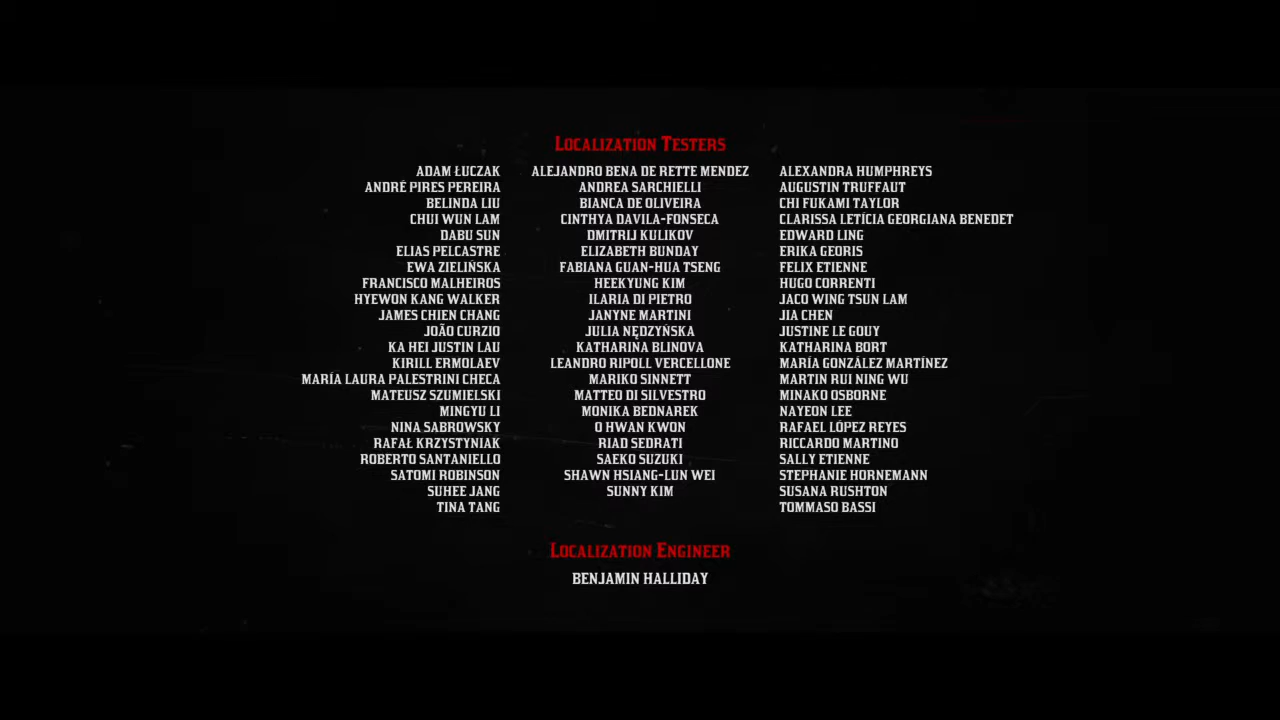 Localization Testers
ADAM ŁUCZAK ALEJANDRO BENA DE RETTE MENDEZ ALEXANDRA HUMPHREYS
ANDRÉ PIRES PEREIRA ANDREA SARCHIELLI AUGUSTIN TRUFFAUT
BELINDA LIU BIANCA DE OLIVEIRA CHI FUKAMI TAYLOR
CHUI WUN LAM CINTHYA DAVILA-FONSECA CLARISSA LETÍCIA GEORGIANA BENEDET
DABU SUN DMITRIJ KULIKOV EDWARD LING
ELIAS PELCASTRE ELIZABETH BUNDAY ERIKA GEORIS
EWA ZIELIŃSKA FABIANA GUAN-HUA TSENG FELIX ETIENNE
FRANCISCO MALHEIROS HEEKYUNG KIM HUGO CORRENTI
HYEWON KANG WALKER ILARIA DI PIETRO JACO WING TSUN LAM
JAMES CHIEN CHANG JANYNE MARTINI JIA CHEN
JOÃO CURZIO JULIA NĘDZYŃSKA JUSTINE LE GOUY
KA HEI JUSTIN LAU KATHARINA BLINOVA KATHARINA BORT
KIRILL ERMOLAEV LEANDRO RIPOLL VERCELLONE MARÍA GONZÁLEZ MARTÍNEZ
MARÍA LAURA PALESTRINI CHECA MARIKO SINNETT MARTIN RUI NING WU
MATEUSZ SZUMIELSKI MATTEO DI SILVESTRO MINAKO OSBORNE
MINGYU LI MONIKA BEDNAREK NAYEON LEE
NINA SABROWSKY O HWAN KWON RAFAEL LÓPEZ REYES
RAFAŁ KRZYSTYNIAK RIAD SEDRATI RICCARDO MARTINO
ROBERTO SANTANIELLO SAEKO SUZUKI SALLY ETIENNE
SATOMI ROBINSON SHAWN HSIANG-LUN WEI STEPHANIE HORNEMANN
SUHEE JANG SUNNY KIM SUSANA RUSHTON
TINA TANG TOMMASO BASSI
Localization Engineer
BENJAMIN HALLIDAY